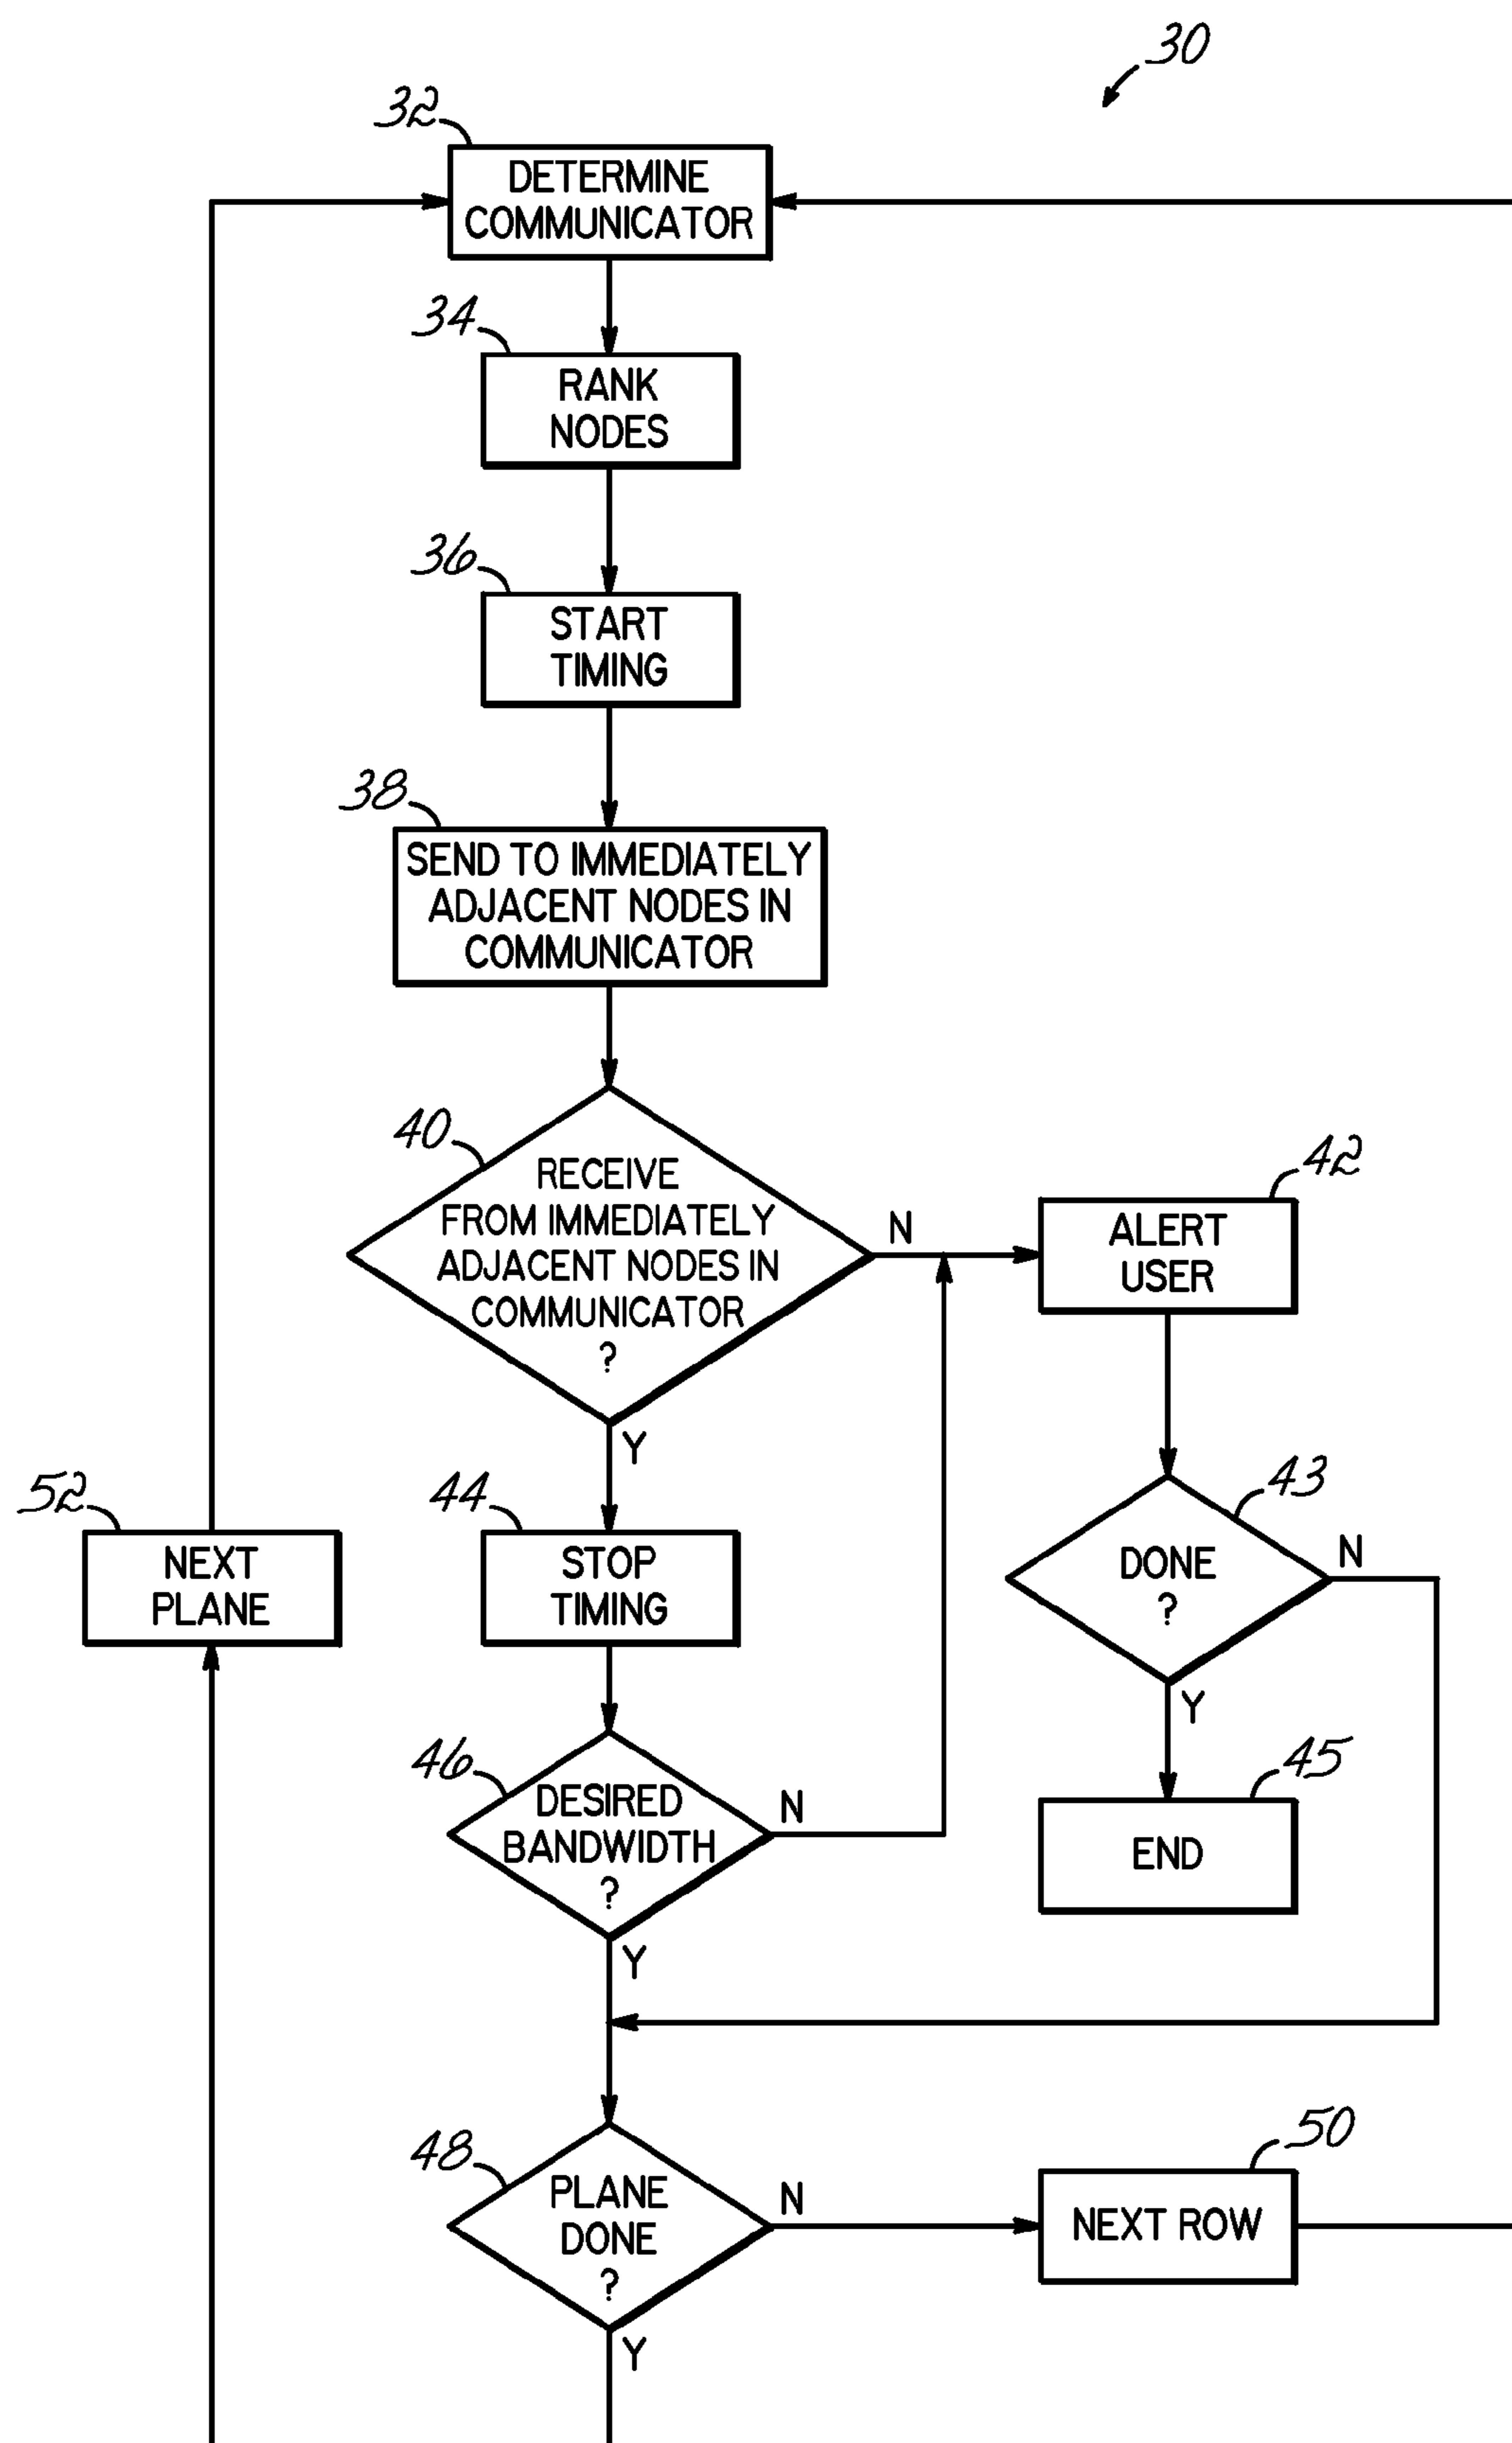 30
32
DETERMINE
COMMUNICATOR
34
RANK
NODES
36
START
TIMING
38
SEND TO IMMEDIATELY
ADJACENT NODES IN
COMMUNICATOR
40
RECEIVE
FROM IMMEDIATELY
ADJACENT NODES IN
COMMUNICATOR
?
N
Y
42
ALERT
USER
43
DONE
?
N
Y
45
END
52
NEXT
PLANE
44
STOP
TIMING
46
DESIRED
BANDWIDTH
?
N
Y
48
PLANE
DONE
?
N
Y
50
NEXT ROW